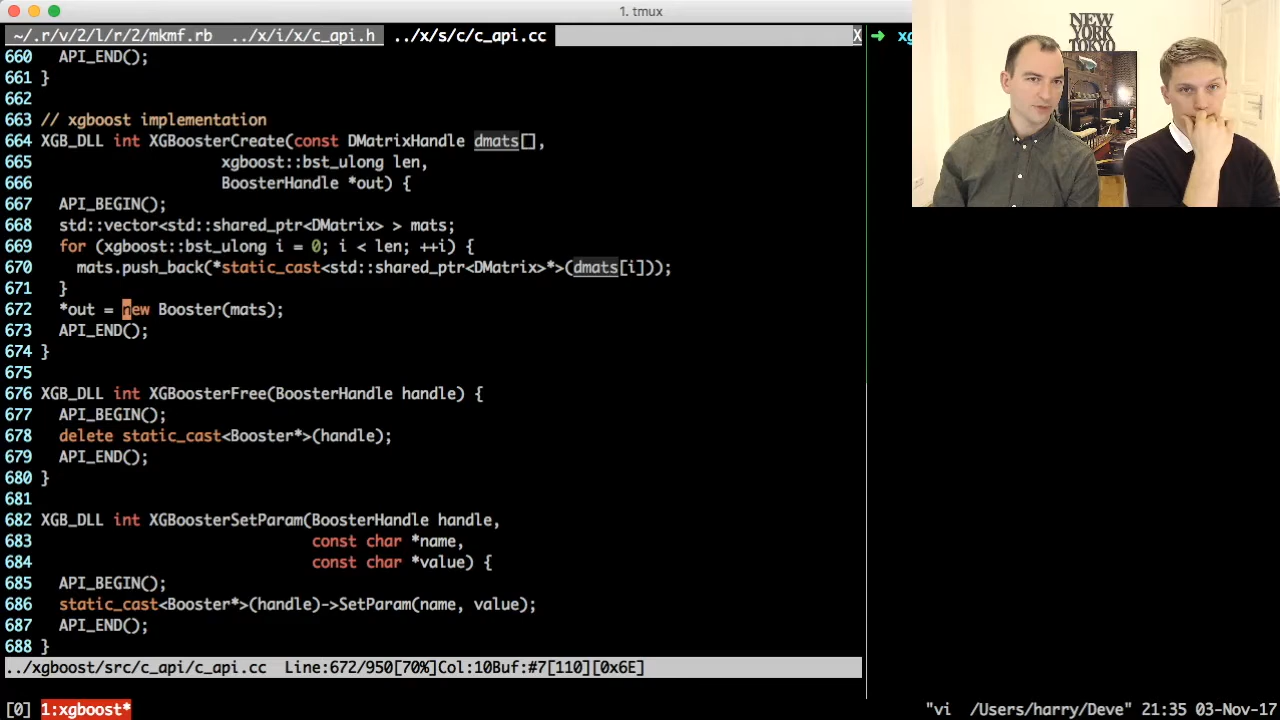 1. tmux
~/.r/v/2/l/r/2/mkmf.rb ../x/i/x/c_api.h ../x/s/c/c_api.cc X ➜ xg
660 API_END();
661 }
662
663 // xgboost implementation
664 XGB_DLL int XGBoosterCreate(const DMatrixHandle dmats[],
665 xgboost::bst_ulong len,
666 BoosterHandle *out) {
667 API_BEGIN();
668 std::vector<std::shared_ptr<DMatrix> > mats;
669 for (xgboost::bst_ulong i = 0; i < len; ++i) {
670 mats.push_back(*static_cast<std::shared_ptr<DMatrix>*>(dmats[i]));
671 }
672 *out = new Booster(mats);
673 API_END();
674 }
675
676 XGB_DLL int XGBoosterFree(BoosterHandle handle) {
677 API_BEGIN();
678 delete static_cast<Booster*>(handle);
679 API_END();
680 }
681
682 XGB_DLL int XGBoosterSetParam(BoosterHandle handle,
683 const char *name,
684 const char *value) {
685 API_BEGIN();
686 static_cast<Booster*>(handle)->SetParam(name, value);
687 API_END();
688 }
../xgboost/src/c_api/c_api.cc Line:672/950[70%]Col:10Buf:#7[110][0x6E]
[0] 1:xgboost* "vi /Users/harry/Deve" 21:35 03-Nov-17
NEW
YORK
TOKYO